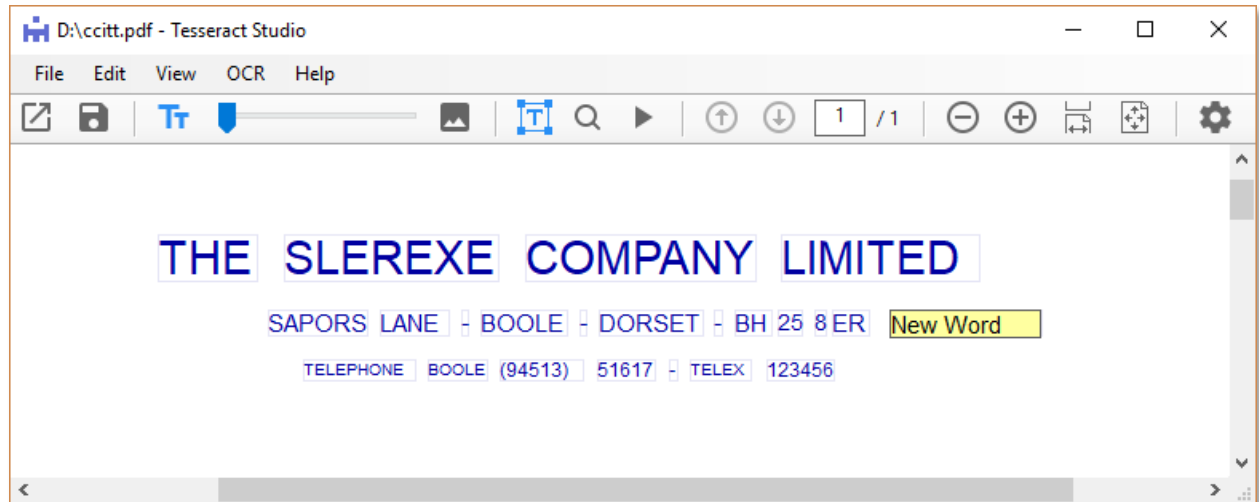 D:\ccitt.pdf - Tesseract Studio
File Edit View OCR Help
TT T 1 / 1
THE SLEREXE COMPANY LIMITED
SAPORS LANE - BOOLE - DORSET - BH 25 8 ER New Word
TELEPHONE BOOLE (94513) 51617 - TELEX 123456